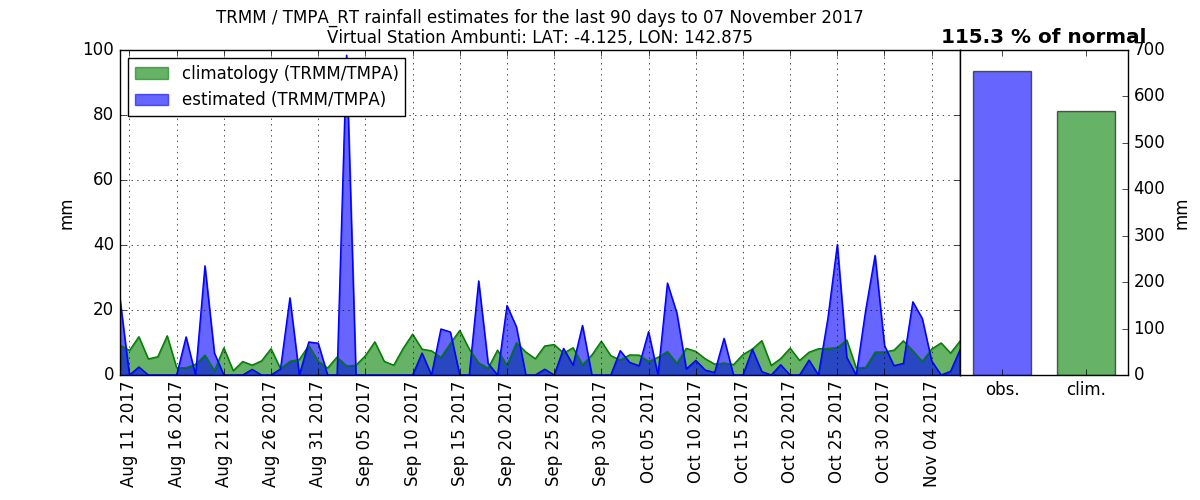 TRMM / TMPA_RT rainfall estimates for the last 90 days to 07 November 2017
Virtual Station Ambunti: LAT: -4.125, LON: 142.875
115.3 % of normal
climatology (TRMM/TMPA)
estimated (TRMM/TMPA)
100
80
60
40
20
0
mm
Aug 11 2017
Aug 16 2017
Aug 21 2017
Aug 26 2017
Aug 31 2017
Sep 05 2017
Sep 10 2017
Sep 15 2017
Sep 20 2017
Sep 25 2017
Sep 30 2017
Oct 05 2017
Oct 10 2017
Oct 15 2017
Oct 20 2017
Oct 25 2017
Oct 30 2017
Nov 04 2017
obs.
clim.
700
600
500
400
300
200
100
0
mm